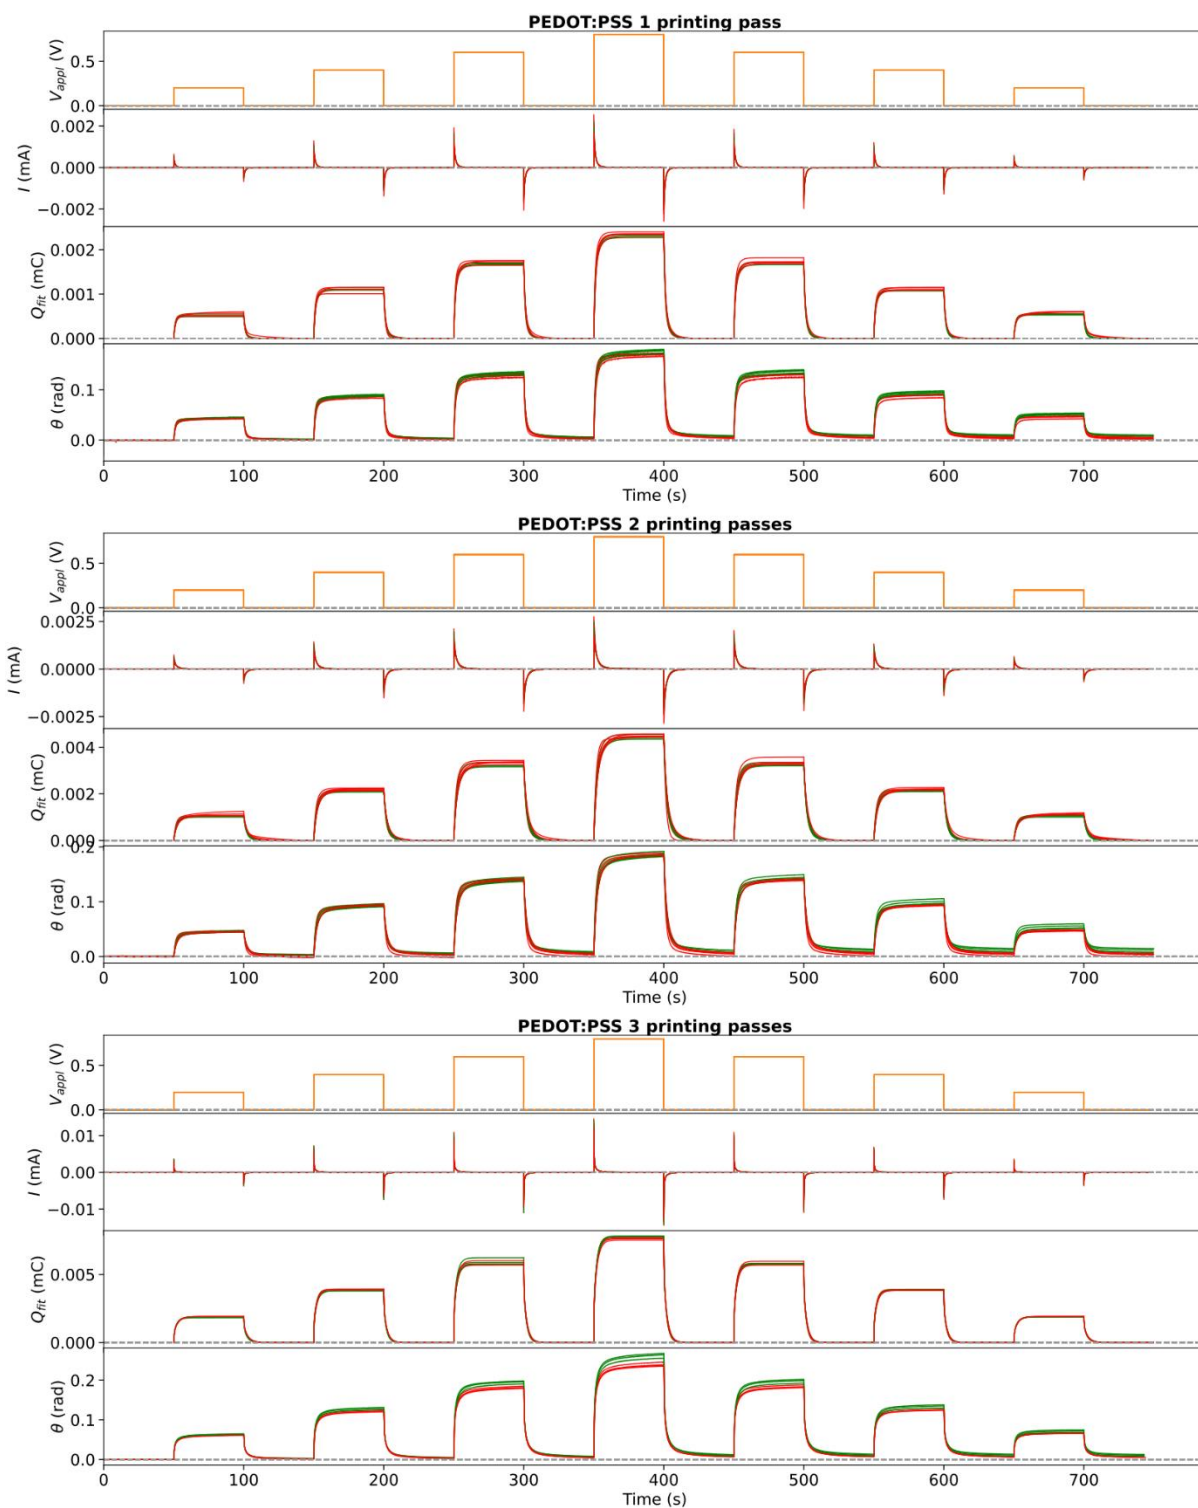 PEDOT:PSS 1 printing pass
V_appl (V)
0.5
0.0
I (mA)
0.002
0.000
−0.002
Q_fit (mC)
0.002
0.001
0.000
θ (rad)
0.1
0.0
0 100 200 300 400 500 600 700
Time (s)
PEDOT:PSS 2 printing passes
V_appl (V)
0.5
0.0
I (mA)
0.0025
0.0000
−0.0025
Q_fit (mC)
0.004
0.002
0.000
θ (rad)
0.2
0.1
0.0
0 100 200 300 400 500 600 700
Time (s)
PEDOT:PSS 3 printing passes
V_appl (V)
0.5
0.0
I (mA)
0.01
0.00
−0.01
Q_fit (mC)
0.005
0.000
θ (rad)
0.2
0.1
0.0
0 100 200 300 400 500 600 700
Time (s)